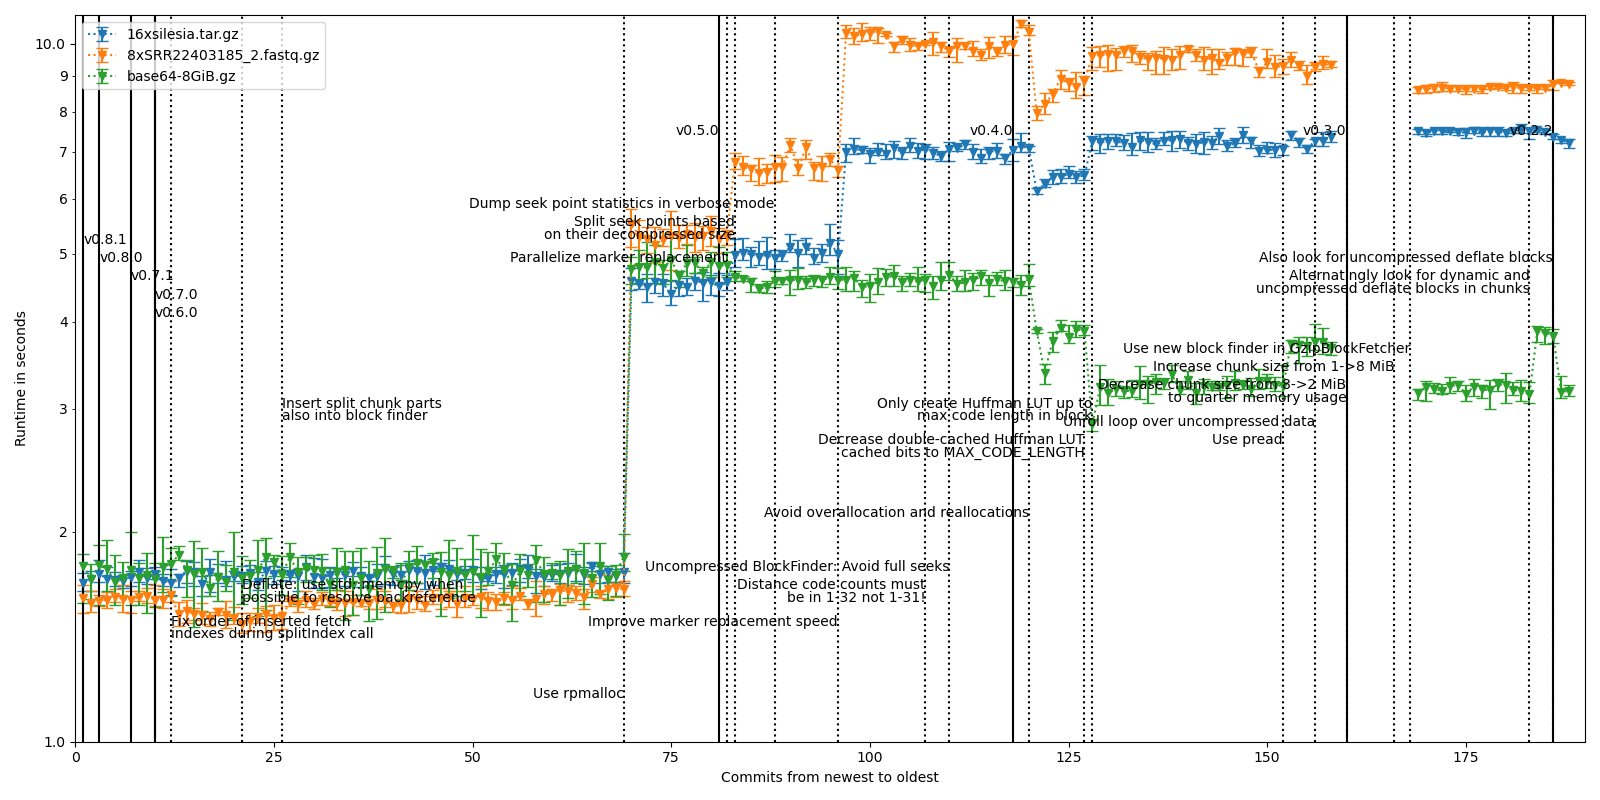 16xsilesia.tar.gz
8xSRR22403185_2.fastq.gz
base64-8GiB.gz
10.0
9
8
7
6
5
4
3
2
1.0
Runtime in seconds
v0.5.0
v0.4.0
v0.3.0
v0.2.2
Dump seek point statistics in verbose mode
Split seek points based
on their decompressed size
Parallelize marker replacement
v0.8.1
v0.8.0
v0.7.1
v0.7.0
v0.6.0
Also look for uncompressed deflate blocks
Alternatingly look for dynamic and
uncompressed deflate blocks in chunks
Use new block finder in GzipBlockFetcher
Increase chunk size from 1->8 MiB
Decrease chunk size from 8->2 MiB
to quarter memory usage
Insert split chunk parts
also into block finder
Only create Huffman LUT up to
max code length in block
Unroll loop over uncompressed data
Use pread
Decrease double-cached Huffman LUT
cached bits to MAX_CODE_LENGTH
Avoid overallocation and reallocations
Uncompressed BlockFinder: Avoid full seeks
Distance code counts must
be in 1-32 not 1-31!
Deflate: use std::memcpy when
possible to resolve backreference
Fix order of inserted fetch
indexes during splitIndex call
Improve marker replacement speed
Use rpmalloc
0
25
50
75
100
125
150
175
Commits from newest to oldest